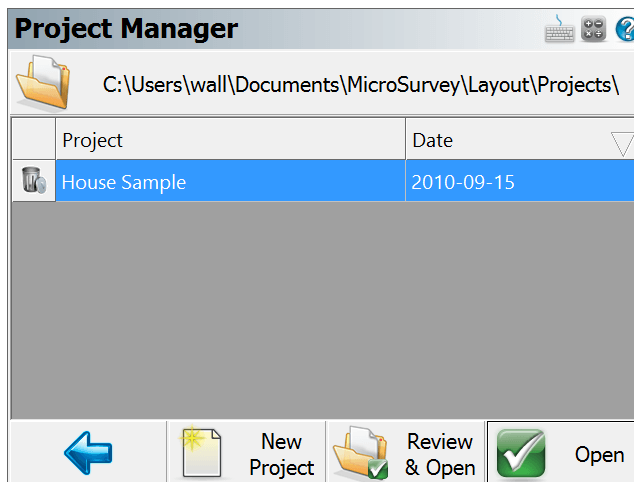 Project Manager
C:\Users\wall\Documents\MicroSurvey\Layout\Projects\
Project Date
House Sample 2010-09-15
New
Project
Review
& Open
Open